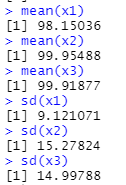 > mean(x1)
[1] 98.15036
> mean(x2)
[1] 99.95488
> mean(x3)
[1] 99.91877
> sd(x1)
[1] 9.121071
> sd(x2)
[1] 15.27824
> sd(x3)
[1] 14.99788